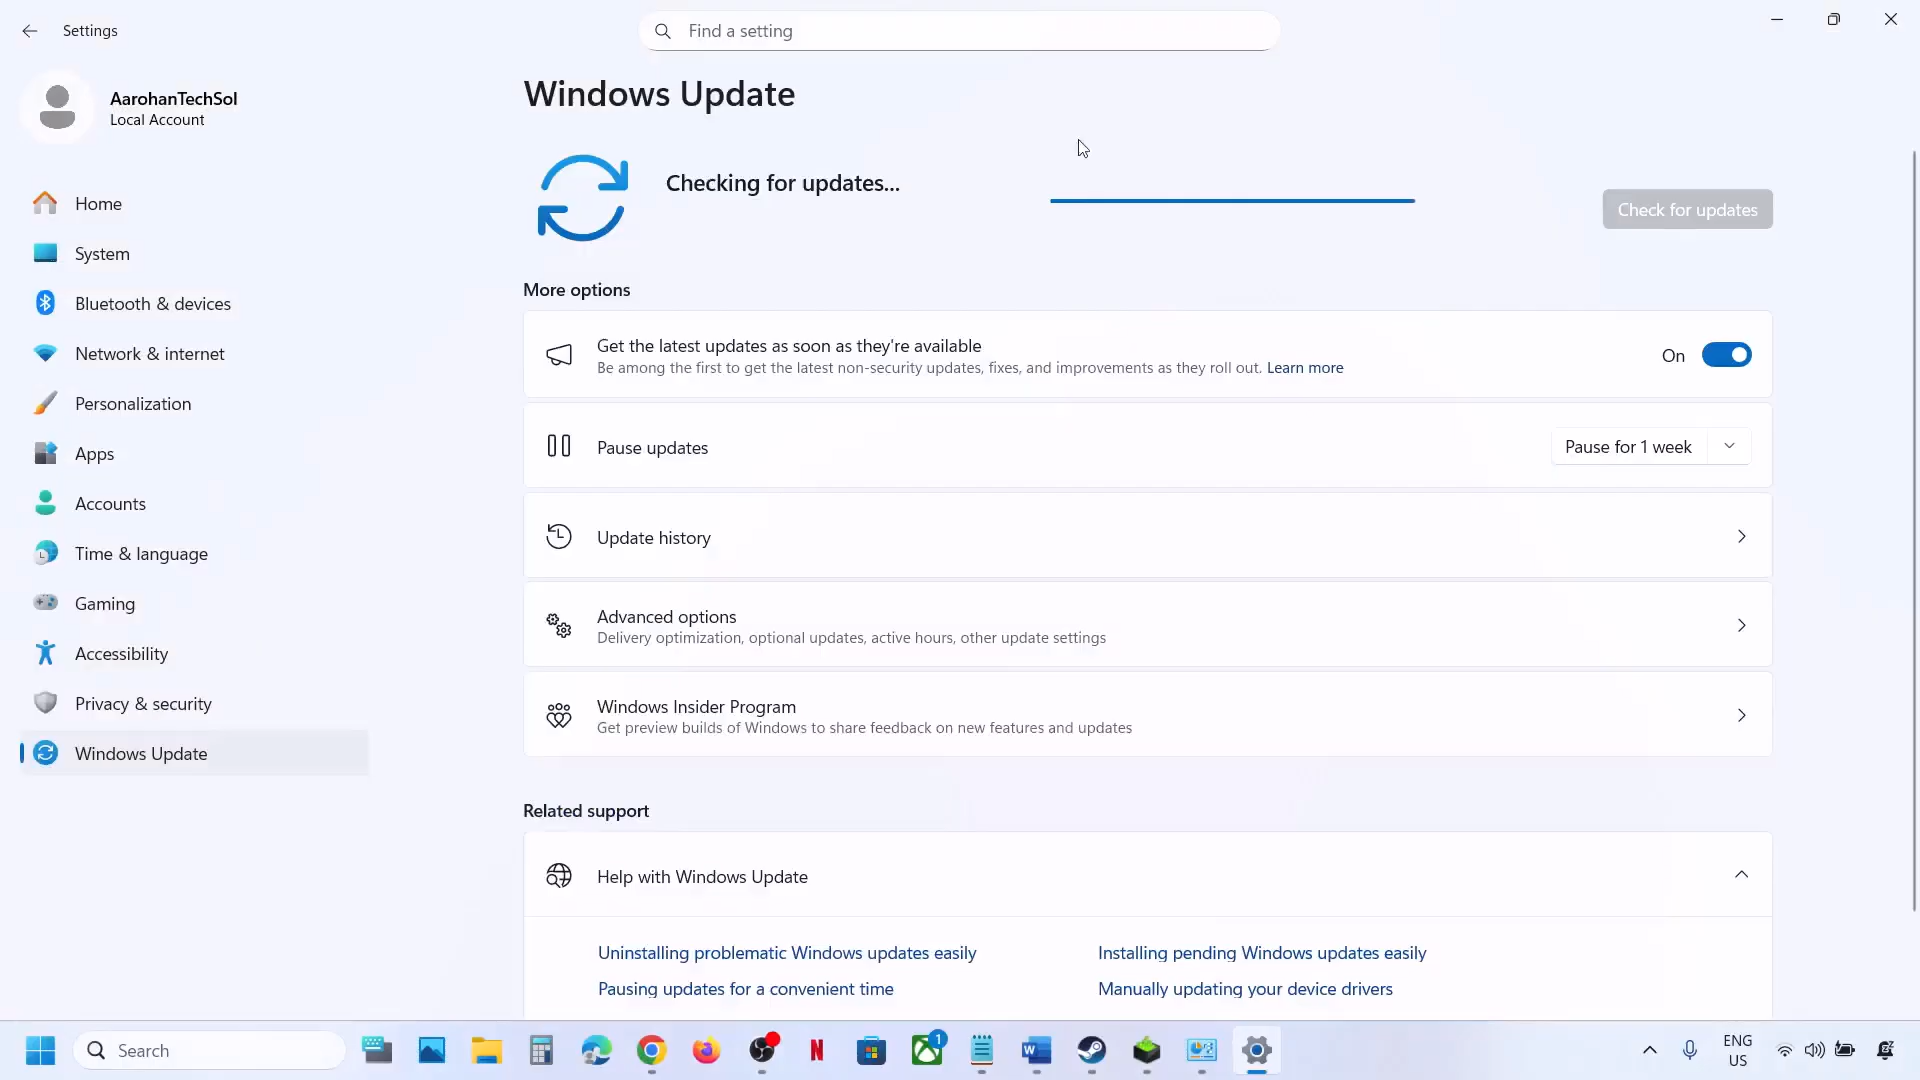 Settings
Find a setting
AarohanTechSol
Local Account
Home
System
Bluetooth & devices
Network & internet
Personalization
Apps
Accounts
Time & language
Gaming
Accessibility
Privacy & security
Windows Update
Windows Update
Checking for updates...
Check for updates
More options
Get the latest updates as soon as they're available
Be among the first to get the latest non-security updates, fixes, and improvements as they roll out. Learn more
On
Pause updates
Pause for 1 week
Update history
Advanced options
Delivery optimization, optional updates, active hours, other update settings
Windows Insider Program
Get preview builds of Windows to share feedback on new features and updates
Related support
Help with Windows Update
Uninstalling problematic Windows updates easily
Installing pending Windows updates easily
Pausing updates for a convenient time
Manually updating your device drivers
Search
1
ENG
US